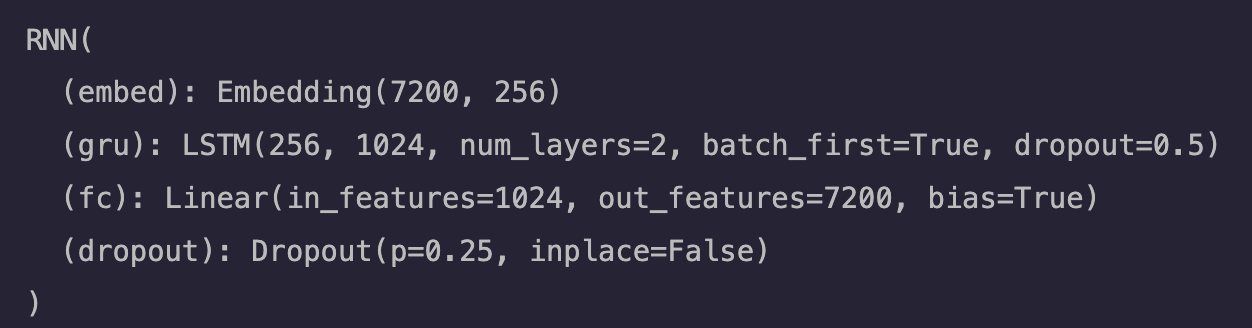 RNN(
  (embed): Embedding(7200, 256)
  (gru): LSTM(256, 1024, num_layers=2, batch_first=True, dropout=0.5)
  (fc): Linear(in_features=1024, out_features=7200, bias=True)
  (dropout): Dropout(p=0.25, inplace=False)
)